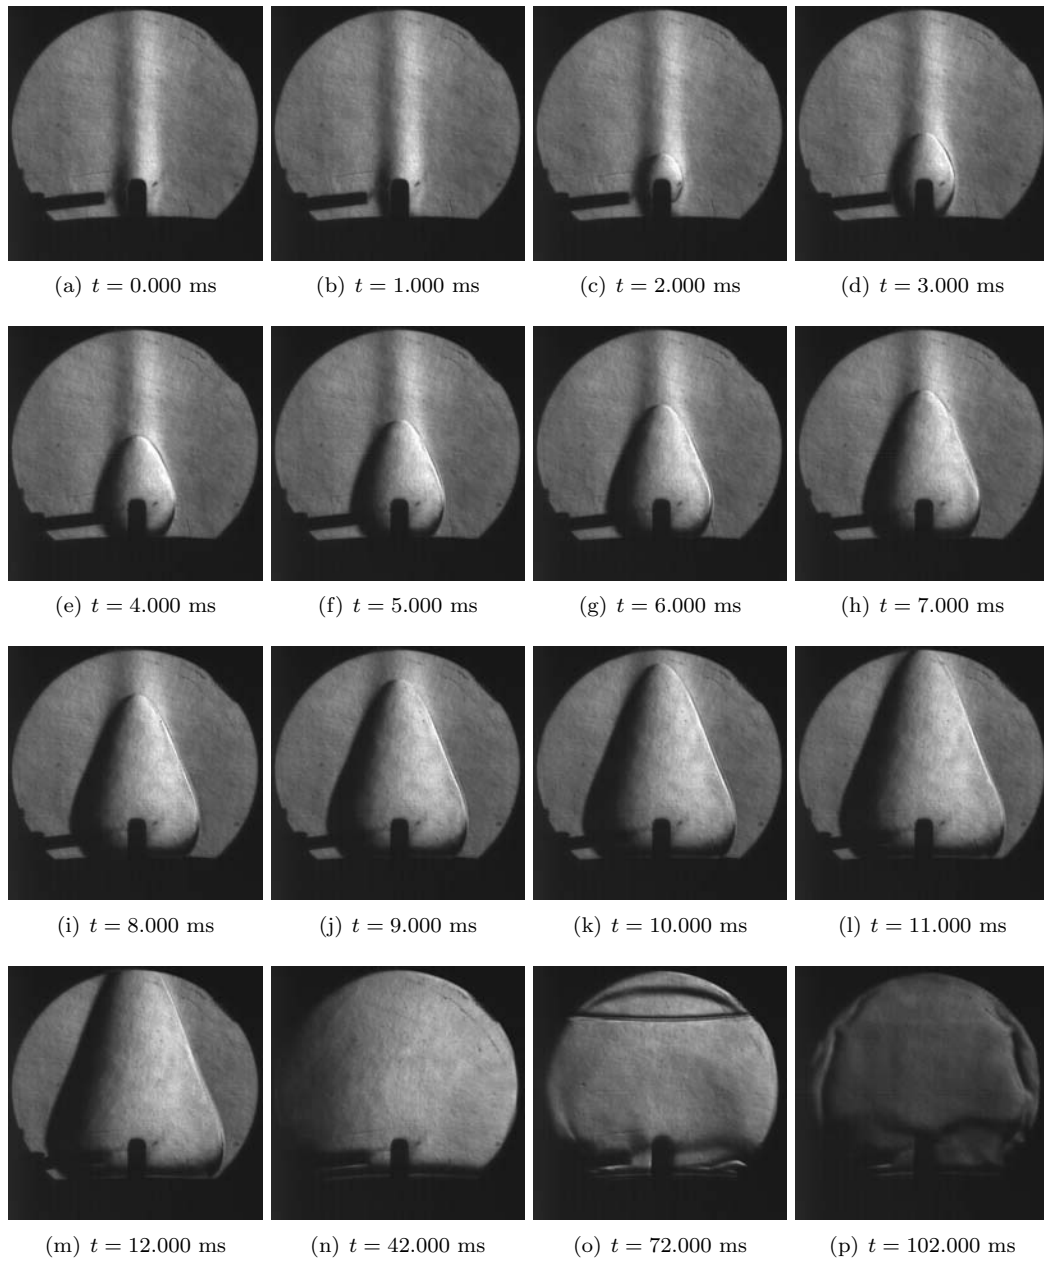 (a) t = 0.000 ms (b) t = 1.000 ms (c) t = 2.000 ms (d) t = 3.000 ms
(e) t = 4.000 ms (f) t = 5.000 ms (g) t = 6.000 ms (h) t = 7.000 ms
(i) t = 8.000 ms (j) t = 9.000 ms (k) t = 10.000 ms (l) t = 11.000 ms
(m) t = 12.000 ms (n) t = 42.000 ms (o) t = 72.000 ms (p) t = 102.000 ms